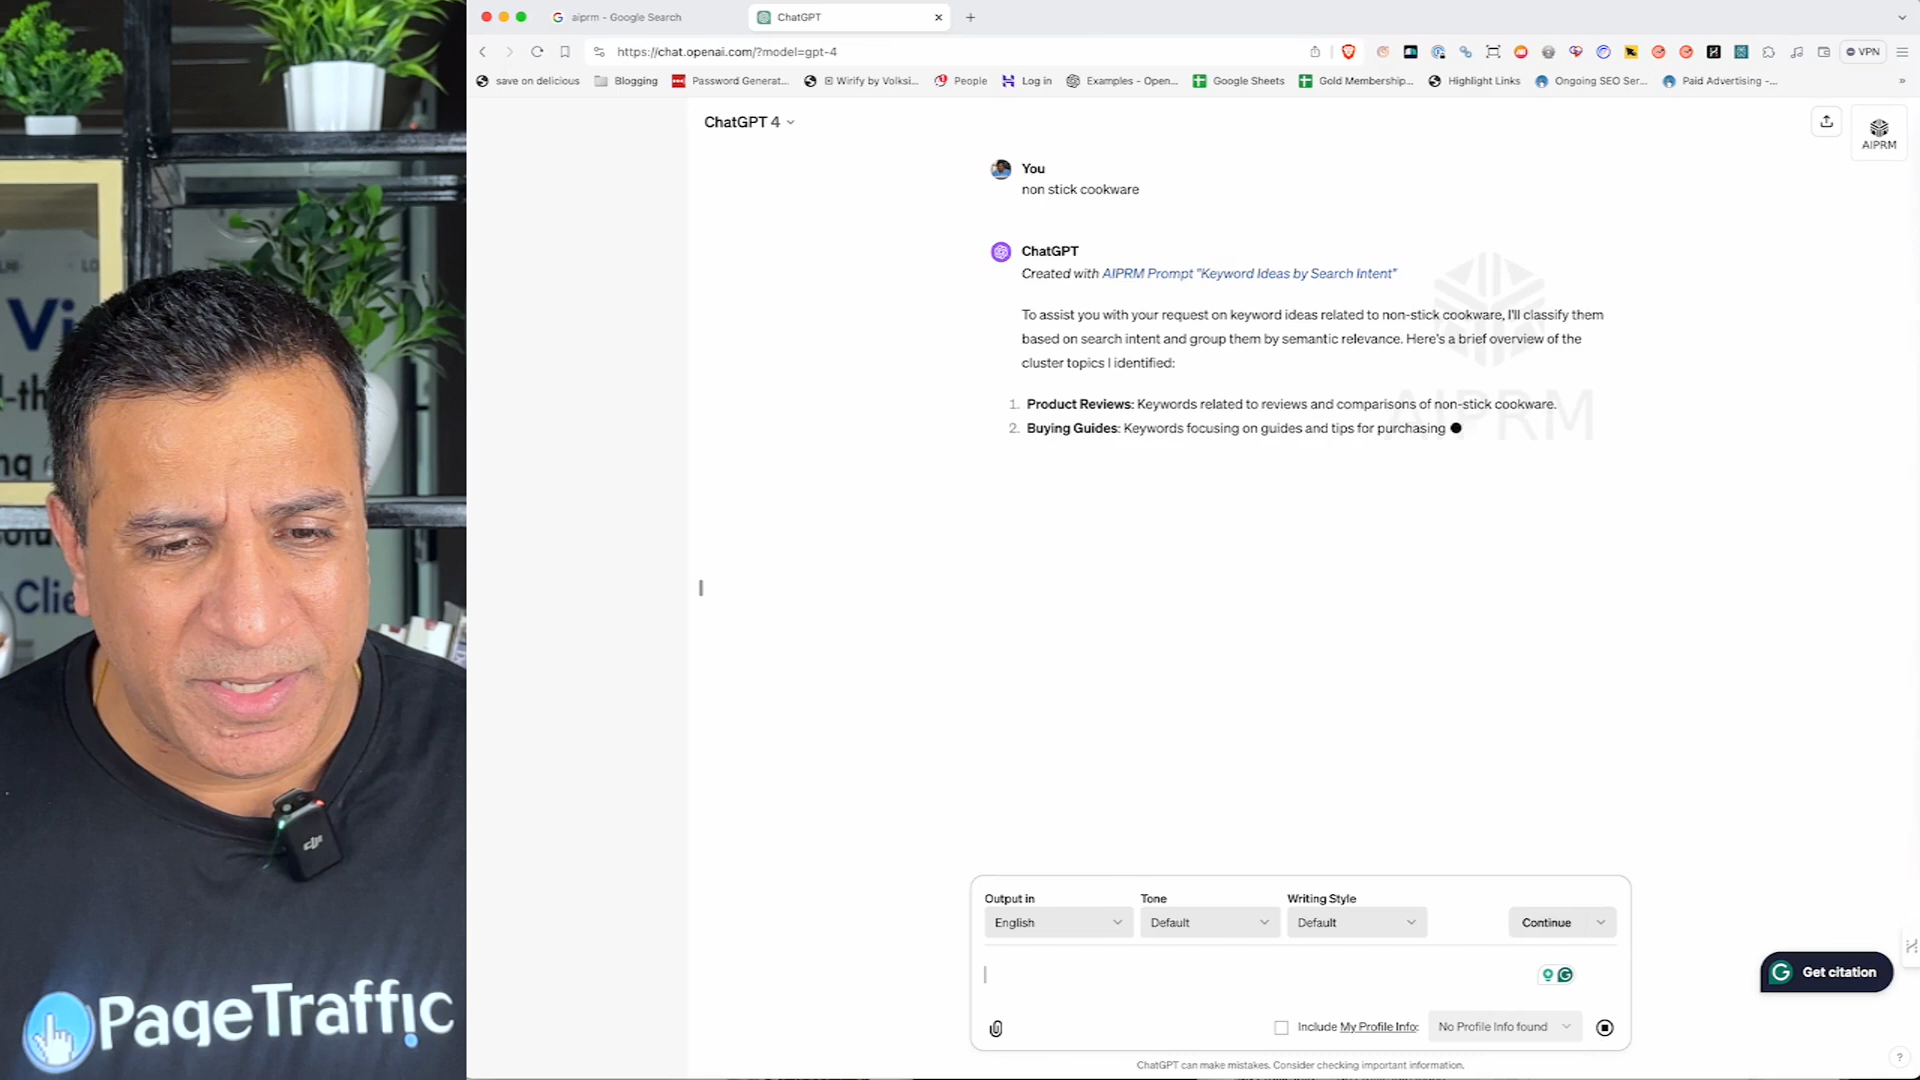 aiprm - Google Search
ChatGPT
https://chat.openai.com/?model=gpt-4
VPN
save on delicious
Blogging
Password Generat...
Wirify by Volksi...
People
Log in
Examples - Open...
Google Sheets
Gold Membership...
Highlight Links
Ongoing SEO Ser...
Paid Advertising -...
»
ChatGPT 4
AIPRM
You
non stick cookware
ChatGPT
Created with AIPRM Prompt "Keyword Ideas by Search Intent"
To assist you with your request on keyword ideas related to non-stick cookware, I'll classify them
based on search intent and group them by semantic relevance. Here's a brief overview of the
cluster topics I identified:
1. Product Reviews: Keywords related to reviews and comparisons of non-stick cookware.
2. Buying Guides: Keywords focusing on guides and tips for purchasing
AIPRM
Output in
Tone
Writing Style
English
Default
Default
Continue
Get citation
Include My Profile Info:
No Profile Info found
ChatGPT can make mistakes. Consider checking important information.
?
Vi
Clie
dji
PageTraffic